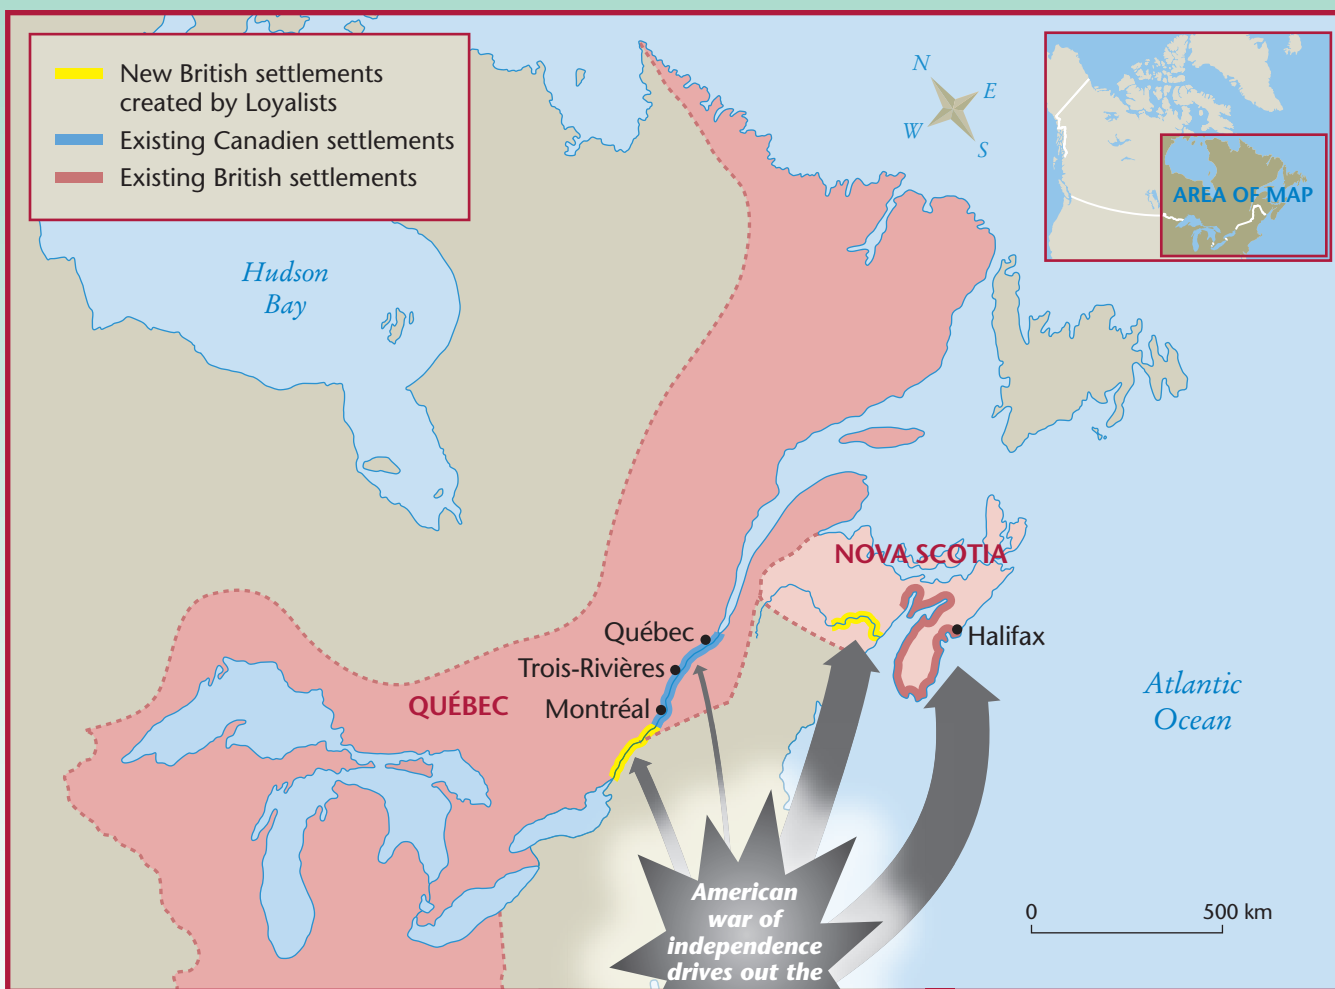 New British settlements
created by Loyalists
Existing Canadien settlements
Existing British settlements
N
E
W
S
AREA OF MAP
Hudson
Bay
NOVA SCOTIA
Québec
Halifax
Trois-Rivières
QUÉBEC
Montréal
Atlantic
Ocean
American
war of
independence
drives out the
0 500 km